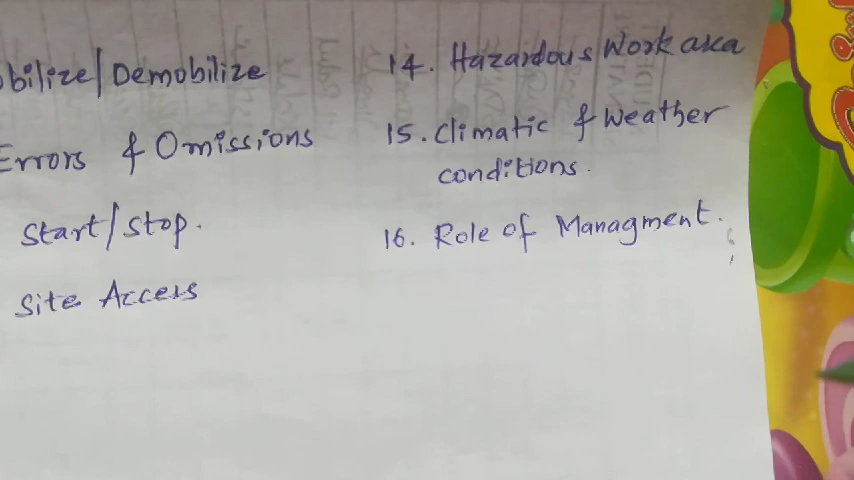 obilize/Demobilize
Errors & Omissions
Start/Stop.
Site Access
14. Hazardous Work area
15. Climatic & Weather
conditions.
16. Role of Managment.